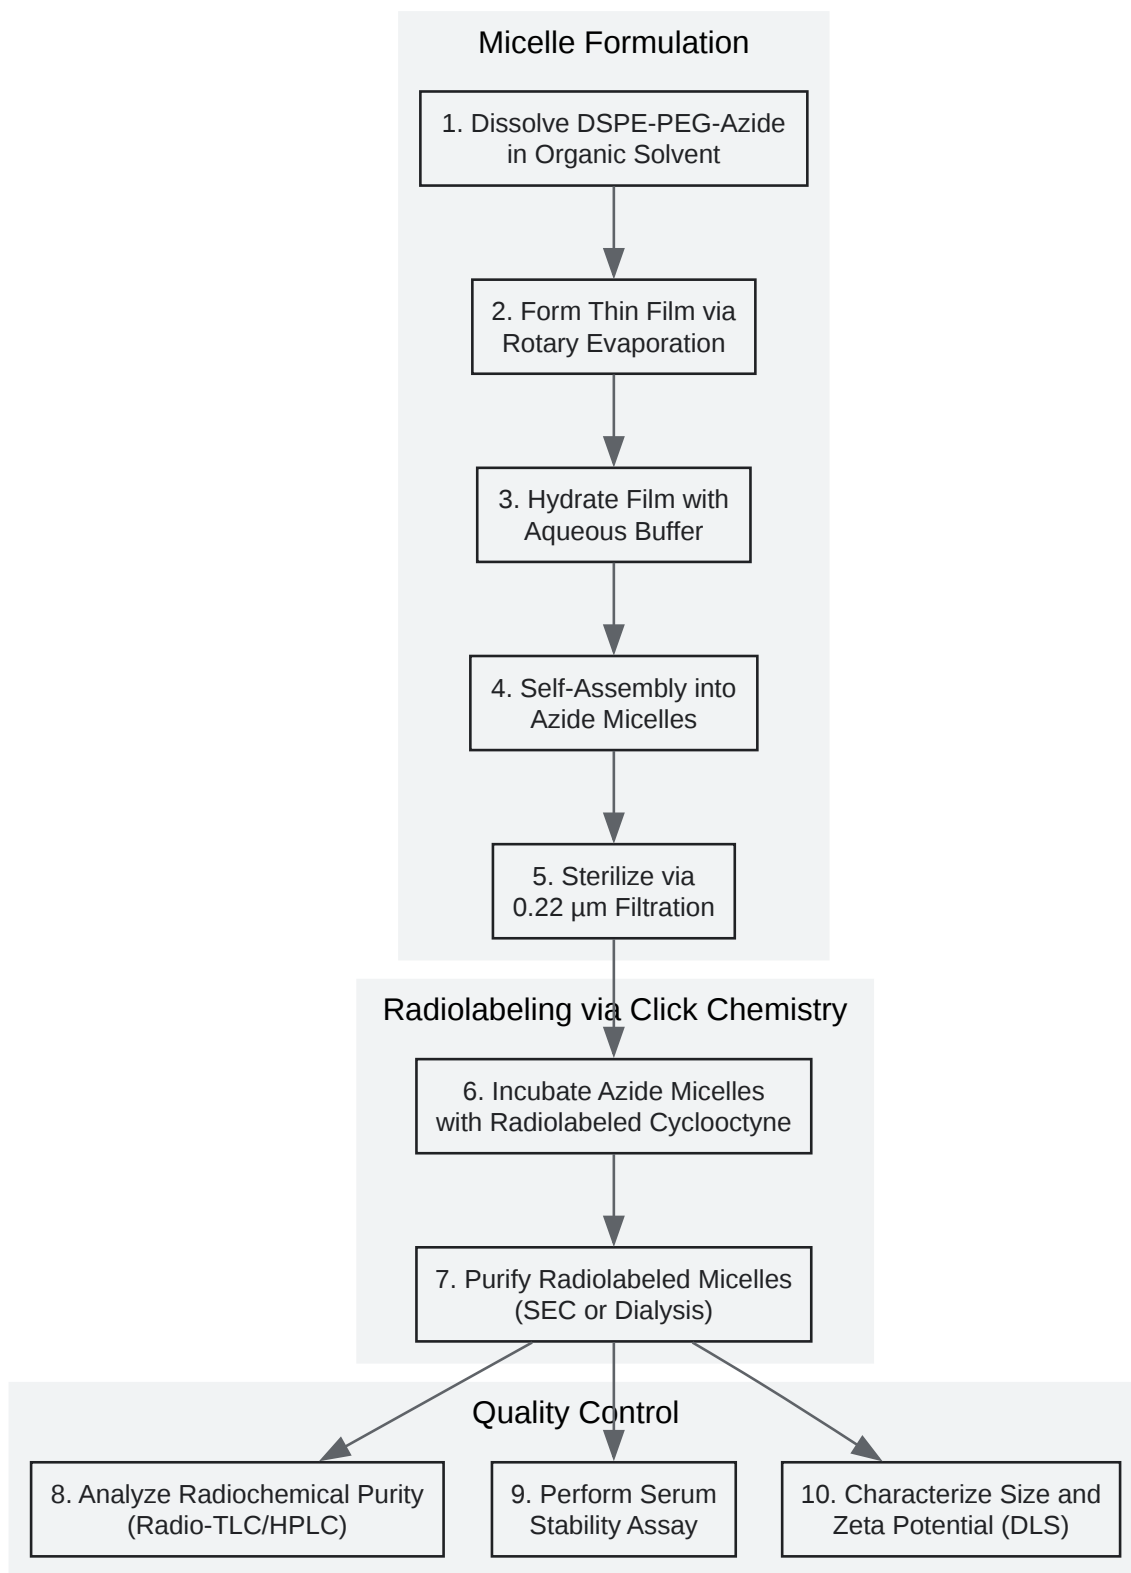 Micelle Formulation
1. Dissolve DSPE-PEG-Azide
in Organic Solvent
2. Form Thin Film via
Rotary Evaporation
3. Hydrate Film with
Aqueous Buffer
4. Self-Assembly into
Azide Micelles
5. Sterilize via
0.22 µm Filtration
Radiolabeling via Click Chemistry
6. Incubate Azide Micelles
with Radiolabeled Cyclooctyne
7. Purify Radiolabeled Micelles
(SEC or Dialysis)
Quality Control
8. Analyze Radiochemical Purity
(Radio-TLC/HPLC)
9. Perform Serum
Stability Assay
10. Characterize Size and
Zeta Potential (DLS)